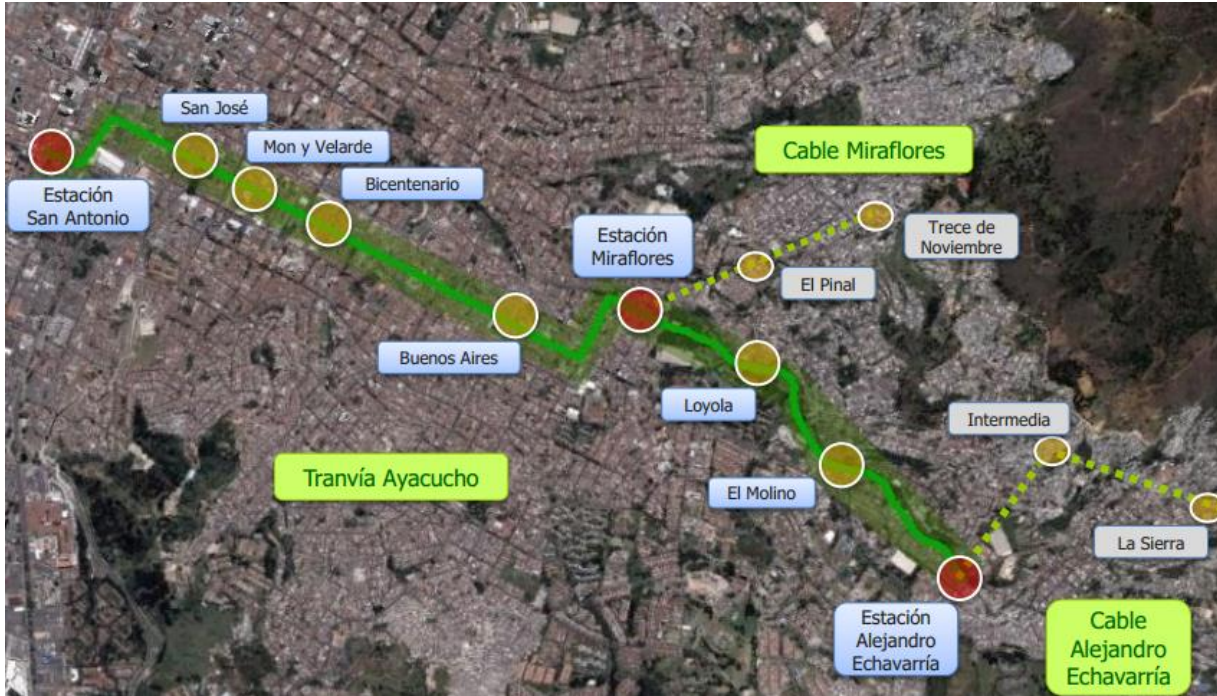 San José
Mon y Velarde
Bicentenario
Estación
San Antonio
Cable Miraflores
Estación
Miraflores
Trece de
Noviembre
El Pinal
Buenos Aires
Loyola
Intermedia
Tranvía Ayacucho
El Molino
La Sierra
Estación
Alejandro
Echavarría
Cable
Alejandro
Echavarría